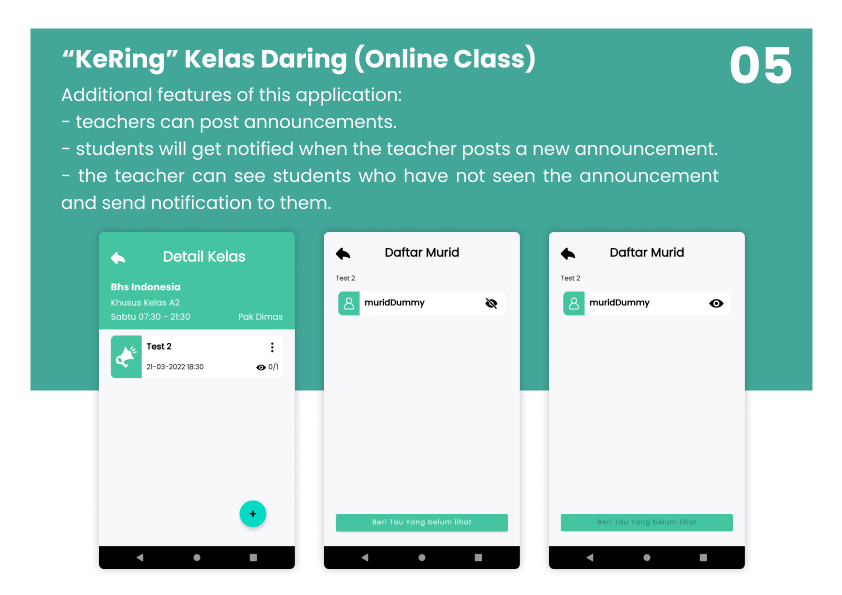 “KeRing” Kelas Daring (Online Class)
05
Additional features of this application:
- teachers can post announcements.
- students will get notified when the teacher posts a new announcement.
- the teacher can see students who have not seen the announcement
and send notification to them.
Detail Kelas
Bhs Indonesia
Khusus Kelas A2
Sabtu 07:30 - 21:30 Pak Dimas
Test 2
21-03-2022 18:30 0/1
+
Daftar Murid
Test 2
muridDummy
Beri Tau Yang belum lihat
Daftar Murid
Test 2
muridDummy
Beri Tau Yang belum lihat